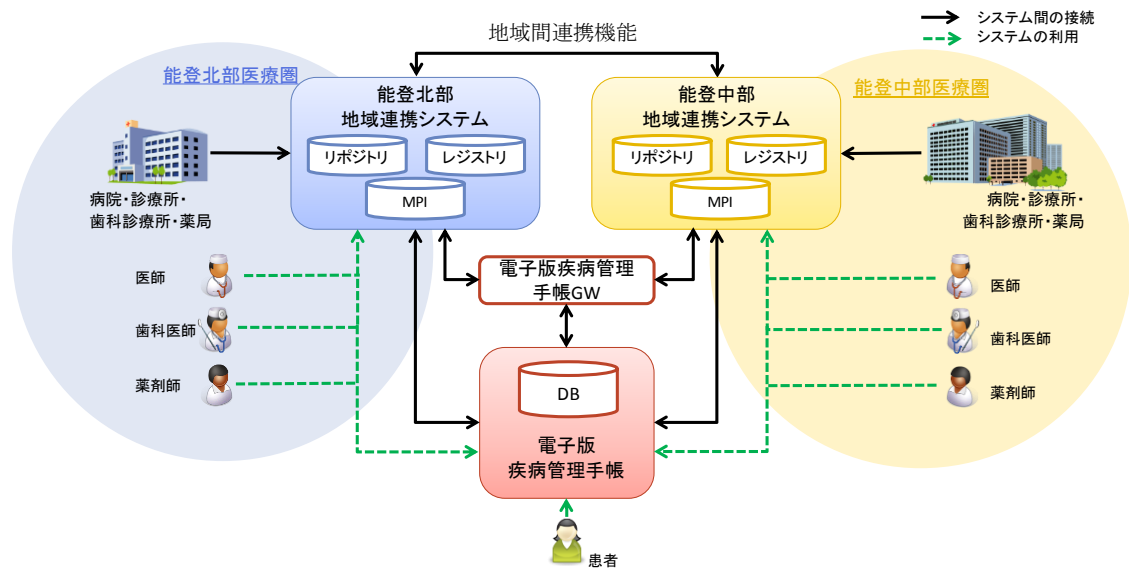 システム間の接続
システムの利用
地域間連携機能
能登北部医療圏
能登北部
地域連携システム
リポジトリ
レジストリ
MPI
能登中部
地域連携システム
リポジトリ
レジストリ
MPI
能登中部医療圏
病院・診療所・
歯科診療所・薬局
病院・診療所・
歯科診療所・薬局
医師
歯科医師
薬剤師
電子版疾病管理
手帳GW
医師
歯科医師
薬剤師
DB
電子版
疾病管理手帳
患者